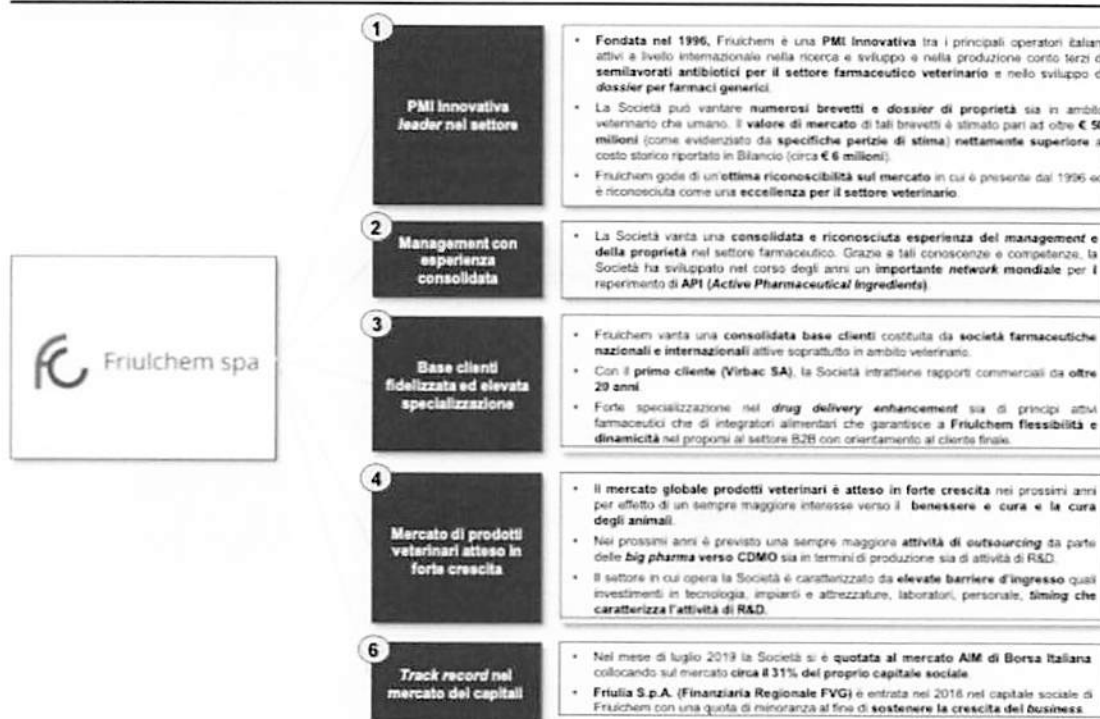 1
PMI Innovativa
leader nel settore
• Fondata nel 1996, Friulchem è una PMI Innovativa tra i principali operatori italian
attivi a livello internazionale nella ricerca e sviluppo e nella produzione conto terzi d
semilavorati antibiotici per il settore farmaceutico veterinario e nello sviluppo d
dossier per farmaci generici.
• La Società può vantare numerosi brevetti e dossier di proprietà sia in ambito
veterinario che umano. Il valore di mercato di tali brevetti è stimato pari ad oltre € 50
milioni (come evidenziato da specifiche perizie di stima) nettamente superiore a
costo storico riportato in Bilancio (circa € 6 milioni).
• Friulchem gode di un'ottima riconoscibilità sul mercato in cui è presente dal 1996 ed
è riconosciuta come una eccellenza per il settore veterinario.
2
Management con
esperienza
consolidata
• La Società vanta una consolidata e riconosciuta esperienza del management e
della proprietà nel settore farmaceutico. Grazie a tali conoscenze e competenze, la
Società ha sviluppato nel corso degli anni un importante network mondiale per i
reperimento di API (Active Pharmaceutical Ingredients).
Friulchem spa
3
Base clienti
fidelizzata ed elevata
specializzazione
• Friulchem vanta una consolidata base clienti costituita da società farmaceutiche
nazionali e internazionali attive soprattutto in ambito veterinario.
• Con il primo cliente (Virbac SA), la Società intrattiene rapporti commerciali da oltre
20 anni.
• Forte specializzazione nel drug delivery enhancement sia di principi attivi
farmaceutici che di integratori alimentari che garantisce a Friulchem flessibilità e
dinamicità nel proporsi al settore B2B con orientamento al cliente finale.
4
Mercato di prodotti
veterinari atteso in
forte crescita
• Il mercato globale prodotti veterinari è atteso in forte crescita nei prossimi anni
per effetto di un sempre maggiore interesse verso il benessere e cura e la cura
degli animali.
• Nei prossimi anni è previsto una sempre maggiore attività di outsourcing da parte
delle big pharma verso CDMO sia in termini di produzione sia di attività di R&D.
• Il settore in cui opera la Società è caratterizzato da elevate barriere d'ingresso quali
investimenti in tecnologia, impianti e attrezzature, laboratori, personale, timing che
caratterizza l'attività di R&D.
6
Track record nel
mercato dei capitali
• Nel mese di luglio 2019 la Società si è quotata al mercato AIM di Borsa Italiana
collocando sul mercato circa il 31% del proprio capitale sociale.
• Friulia S.p.A. (Finanziaria Regionale FVG) è entrata nel 2016 nel capitale sociale di
Friulchem con una quota di minoranza al fine di sostenere la crescita del business.